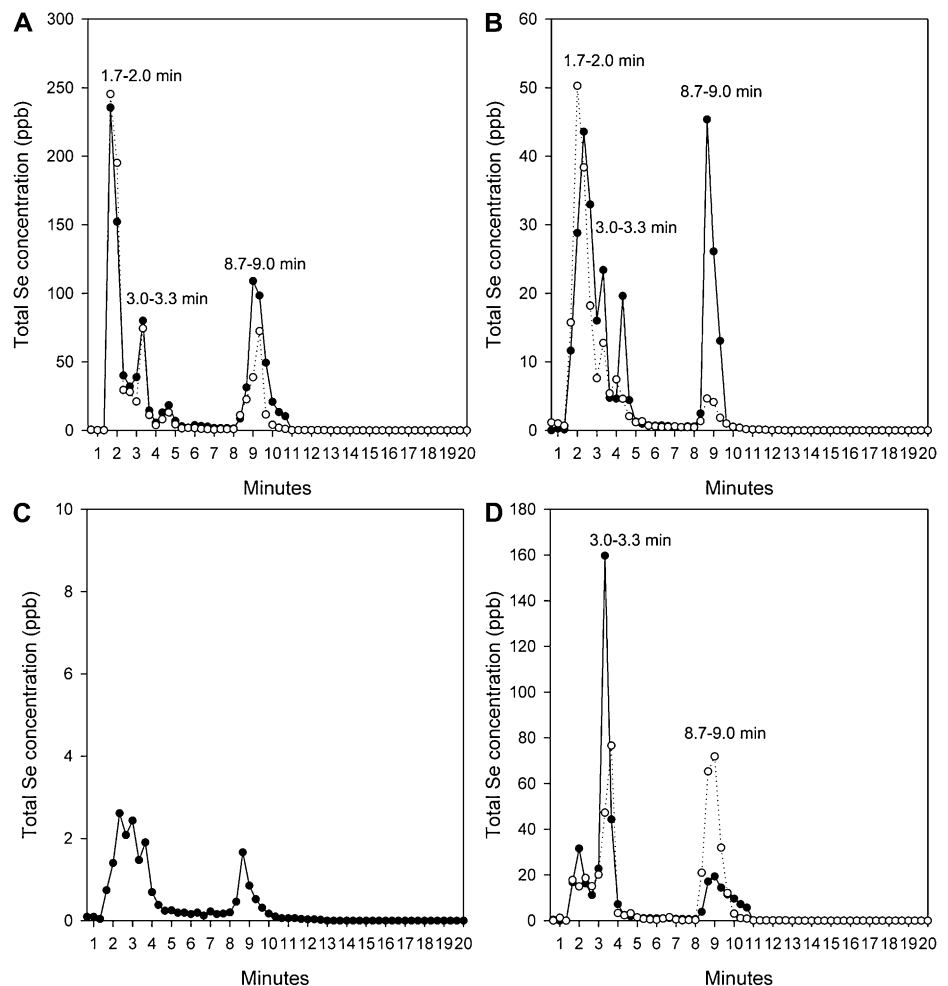 A
300
250
200
150
100
50
0
Total Se concentration (ppb)
1.7-2.0 min
3.0-3.3 min
8.7-9.0 min
1 2 3 4 5 6 7 8 9 10 11 12 13 14 15 16 17 18 19 20
Minutes
B
60
50
40
30
20
10
0
Total Se concentration (ppb)
1.7-2.0 min
8.7-9.0 min
3.0-3.3 min
1 2 3 4 5 6 7 8 9 10 11 12 13 14 15 16 17 18 19 20
Minutes
C
10
8
6
4
2
0
Total Se concentration (ppb)
1 2 3 4 5 6 7 8 9 10 11 12 13 14 15 16 17 18 19 20
Minutes
D
180
160
140
120
100
80
60
40
20
0
Total Se concentration (ppb)
3.0-3.3 min
8.7-9.0 min
1 2 3 4 5 6 7 8 9 10 11 12 13 14 15 16 17 18 19 20
Minutes